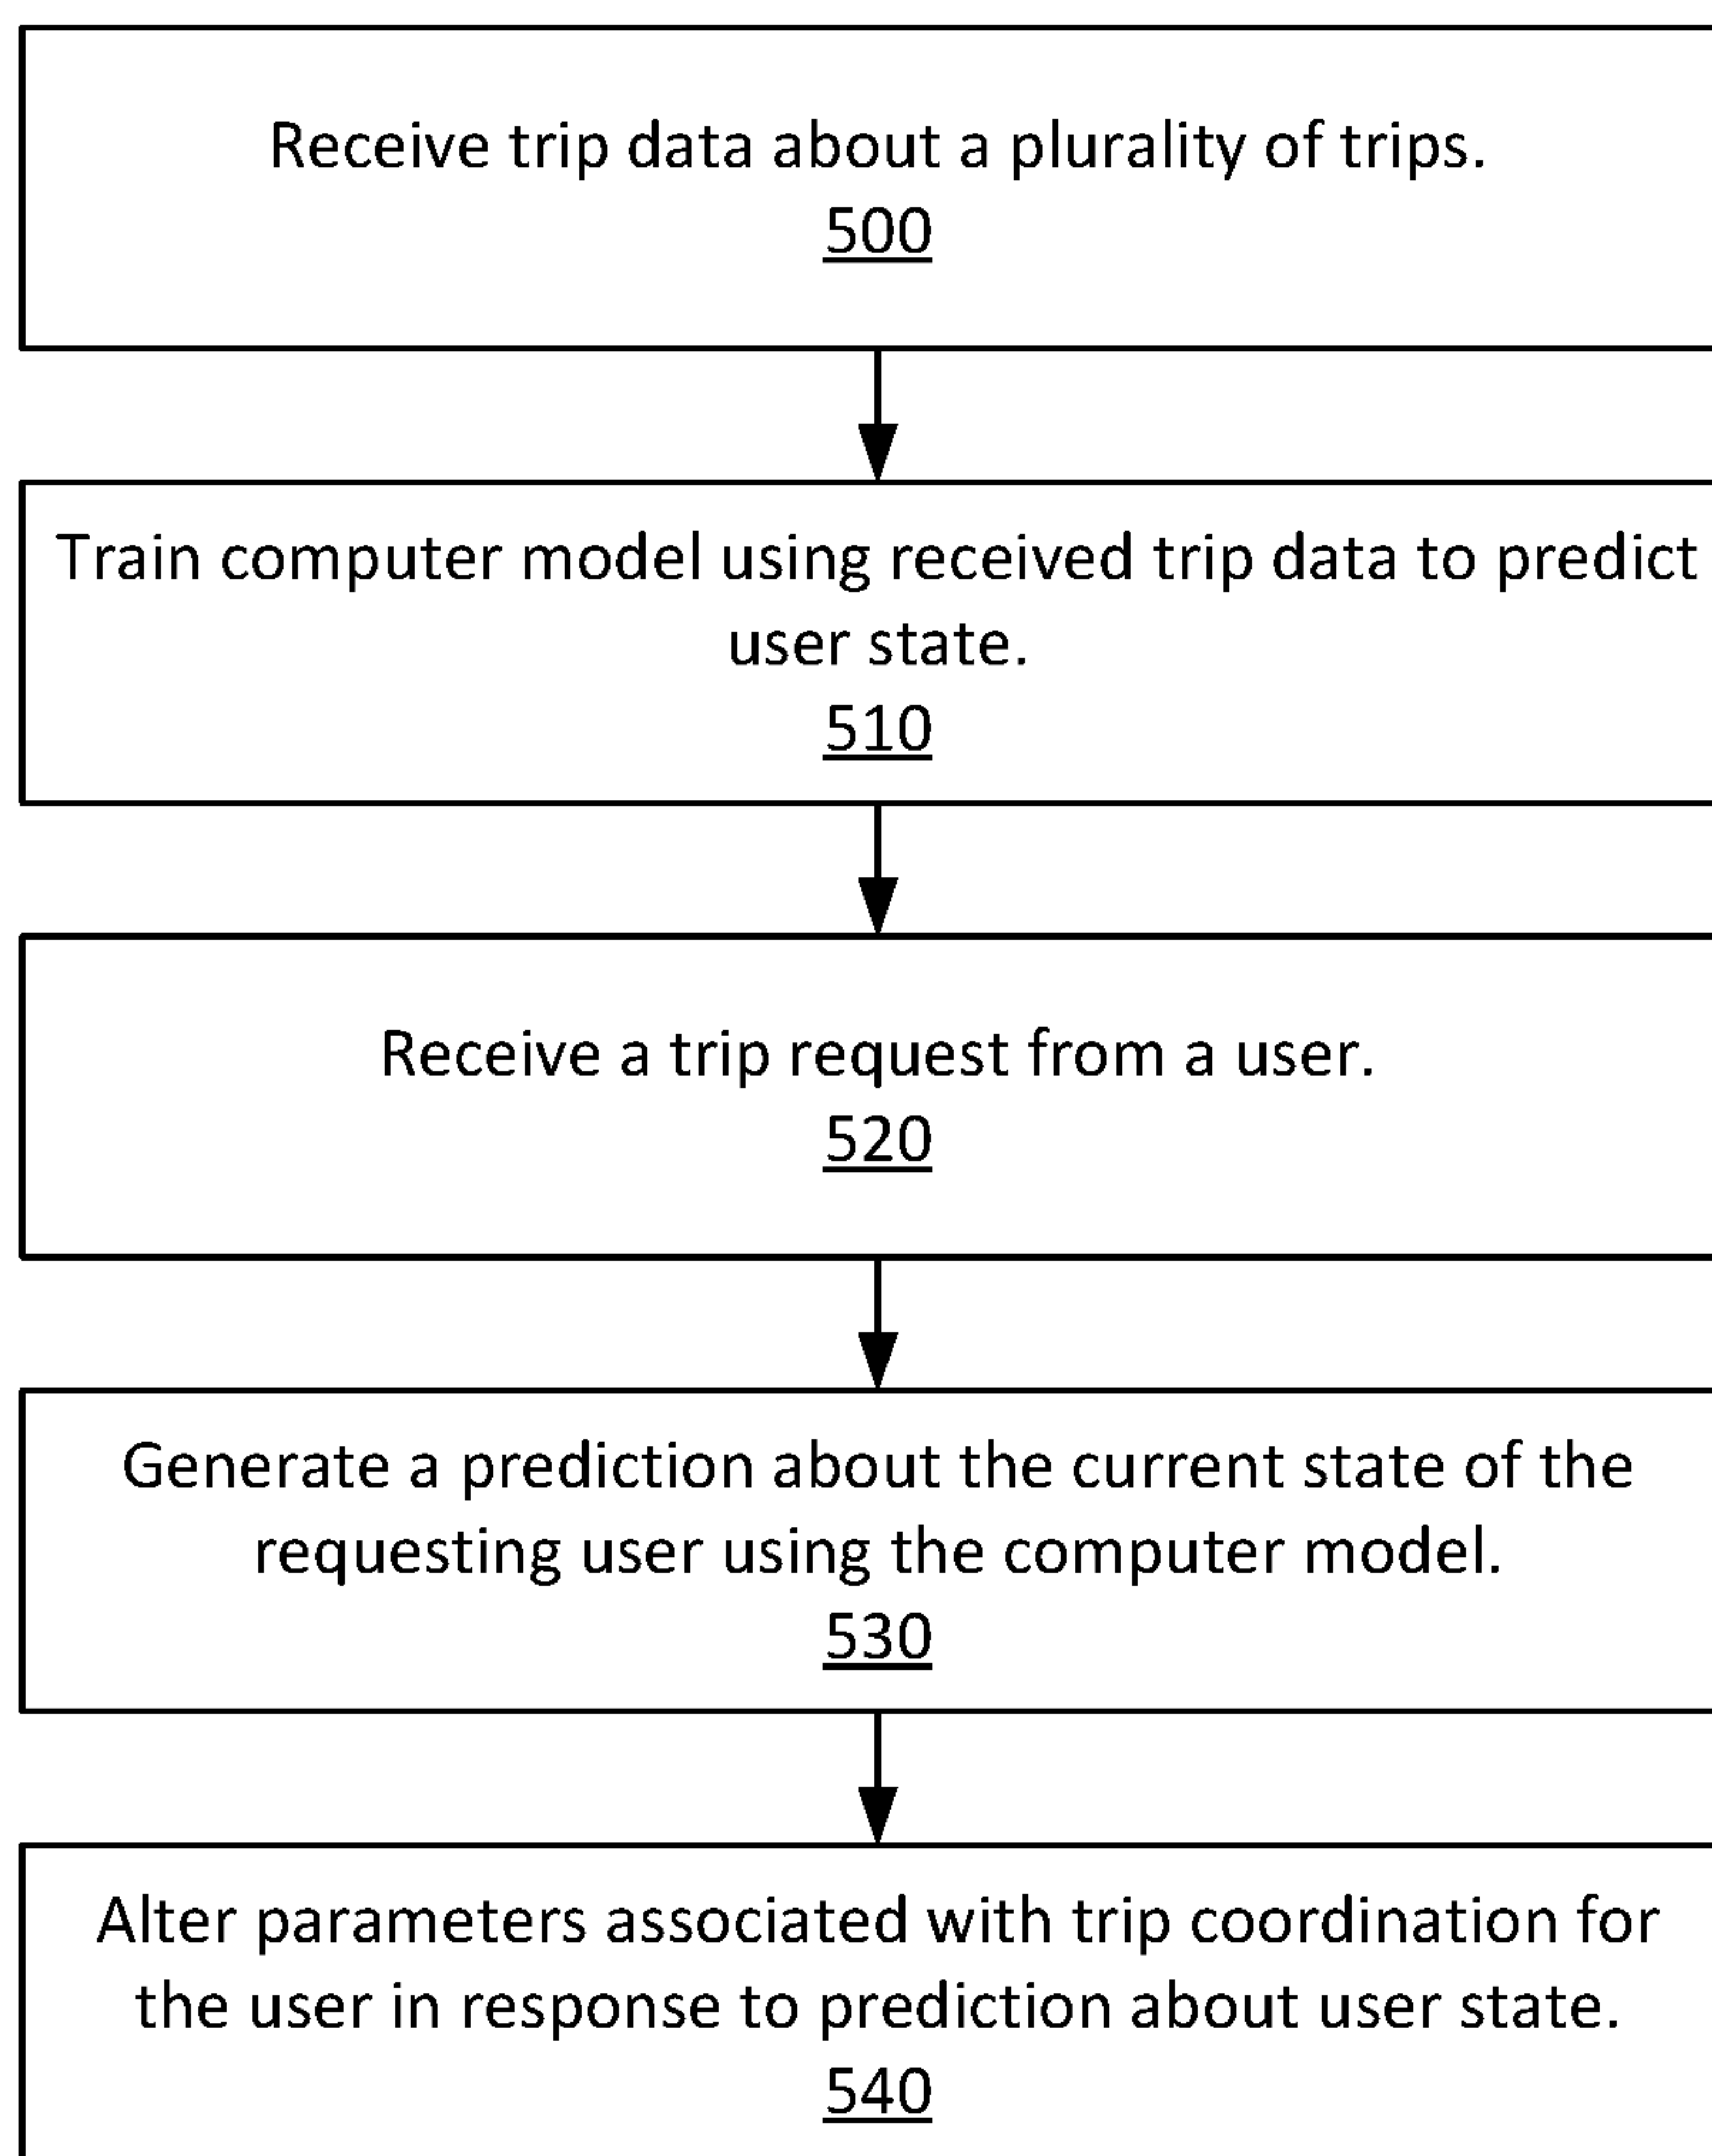 Receive trip data about a plurality of trips.
500
Train computer model using received trip data to predict
user state.
510
Receive a trip request from a user.
520
Generate a prediction about the current state of the
requesting user using the computer model.
530
Alter parameters associated with trip coordination for
the user in response to prediction about user state.
540